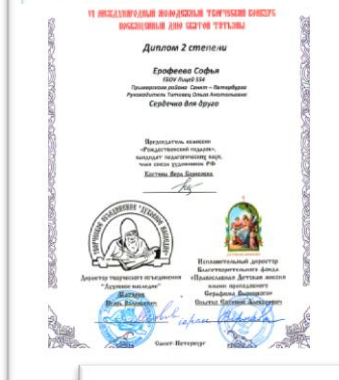 VI МЕЖДУНАРОДНЫЙ МОЛОДЕЖНЫЙ ТВОРЧЕСКИЙ КОНКУРС
ПОСВЯЩЕННЫЙ ДНЮ СВЯТОЙ ТАТЬЯНЫ
Диплом 2 степени
Ерофеева Софья
ГБОУ Лицей 554
Приморского района Санкт – Петербурга
Руководитель Титовец Ольга Анатольевна
Сердечко для друга
Председатель комиссии
«Рождественский подарок»,
кандидат педагогических наук,
член союза художников РФ
Костина Вера Борисовна
Директор творческого объединения
"Духовное наследие"
Исполнительный директор
Благотворительного фонда
«Православная Детская миссия
имени преподобного
Серафима Вырицкого»
Санкт-Петербург